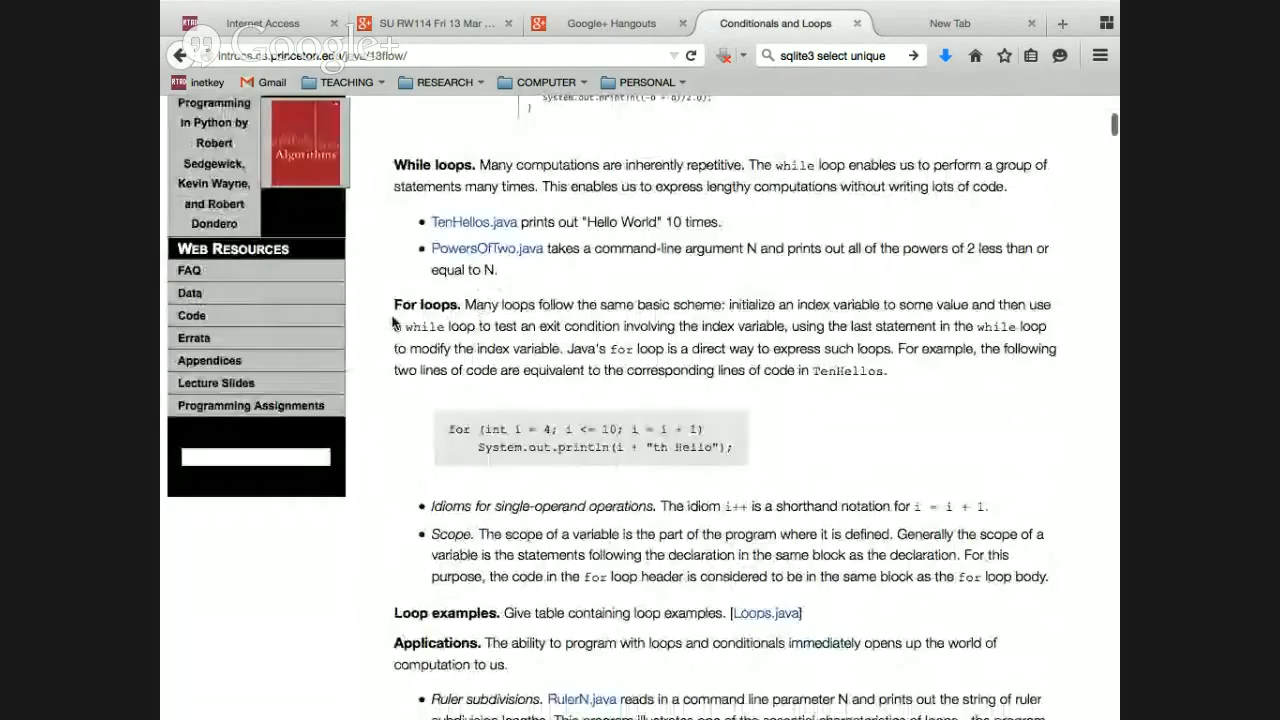 Internet Access
SU RW114 Fri 13 Mar ...
Google+ Hangouts
Conditionals and Loops
New Tab
Google+
introcs.cs.princeton.edu/java/13flow/
sqlite3 select unique
inetkey
Gmail
TEACHING
RESEARCH
COMPUTER
PERSONAL
Programming
in Python by
Robert
Sedgewick,
Kevin Wayne,
and Robert
Dondero
Algorithms
WEB RESOURCES
FAQ
Data
Code
Errata
Appendices
Lecture Slides
Programming Assignments
}
While loops. Many computations are inherently repetitive. The while loop enables us to perform a group of
statements many times. This enables us to express lengthy computations without writing lots of code.
• TenHellos.java prints out "Hello World" 10 times.
• PowersOfTwo.java takes a command-line argument N and prints out all of the powers of 2 less than or
equal to N.
For loops. Many loops follow the same basic scheme: initialize an index variable to some value and then use
a while loop to test an exit condition involving the index variable, using the last statement in the while loop
to modify the index variable. Java's for loop is a direct way to express such loops. For example, the following
two lines of code are equivalent to the corresponding lines of code in TenHellos.
for (int i = 4; i <= 10; i = i + 1)
System.out.println(i + "th Hello");
• Idioms for single-operand operations. The idiom i++ is a shorthand notation for i = i + 1.
• Scope. The scope of a variable is the part of the program where it is defined. Generally the scope of a
variable is the statements following the declaration in the same block as the declaration. For this
purpose, the code in the for loop header is considered to be in the same block as the for loop body.
Loop examples. Give table containing loop examples. [Loops.java]
Applications. The ability to program with loops and conditionals immediately opens up the world of
computation to us.
• Ruler subdivisions. RulerN.java reads in a command line parameter N and prints out the string of ruler